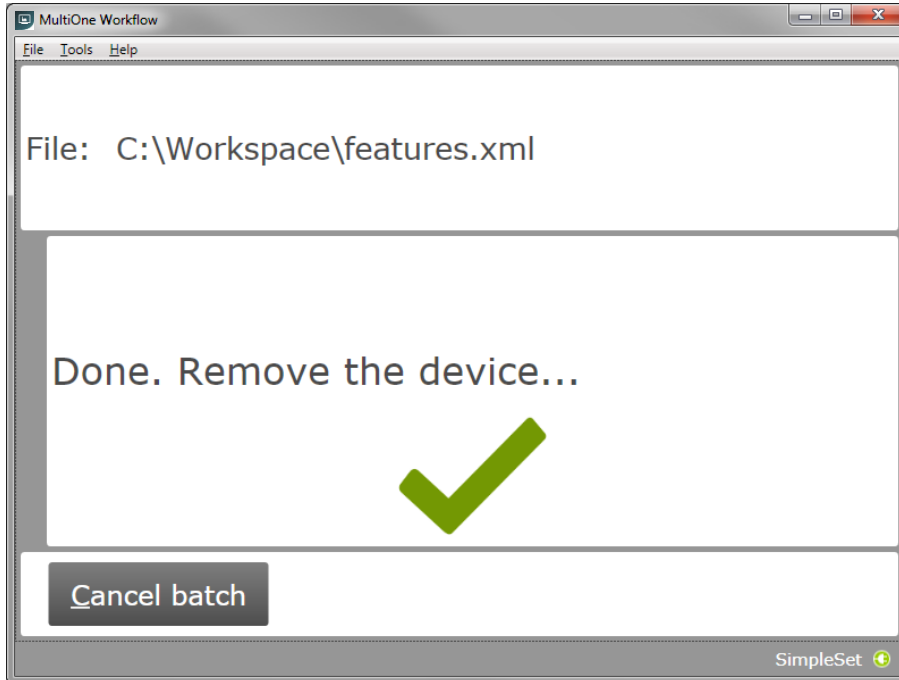 MultiOne Workflow
File Tools Help
File: C:\Workspace\features.xml
Done. Remove the device...
Cancel batch
SimpleSet